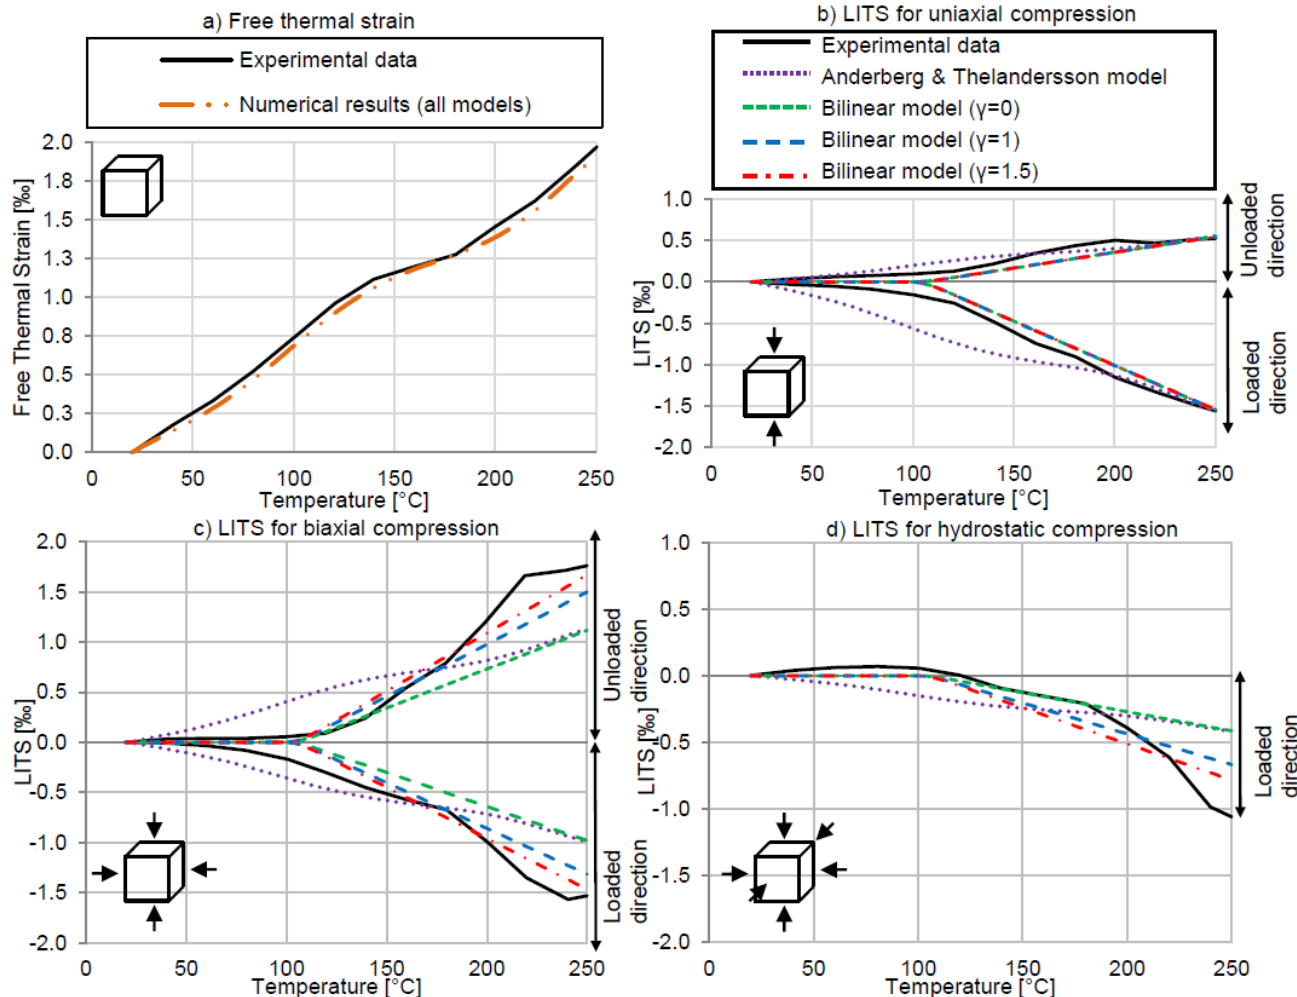 a) Free thermal strain
Experimental data
Numerical results (all models)
2.0
1.8
1.5
1.3
1.0
0.8
0.5
0.3
0.0
Free Thermal Strain [‰]
0 50 100 150 200 250
Temperature [°C]
b) LITS for uniaxial compression
Experimental data
Anderberg & Thelandersson model
Bilinear model (γ=0)
Bilinear model (γ=1)
Bilinear model (γ=1.5)
1.0
0.5
0.0
-0.5
-1.0
-1.5
-2.0
LITS [‰]
0 50 100 150 200 250
Temperature [°C]
Unloaded
direction
Loaded
direction
c) LITS for biaxial compression
2.0
1.5
1.0
0.5
0.0
-0.5
-1.0
-1.5
-2.0
LITS [‰]
0 50 100 150 200 250
Temperature [°C]
Unloaded
direction
Loaded
direction
d) LITS for hydrostatic compression
1.0
0.5
0.0
-0.5
-1.0
-1.5
-2.0
LITS [‰]
0 50 100 150 200 250
Temperature [°C]
Loaded
direction